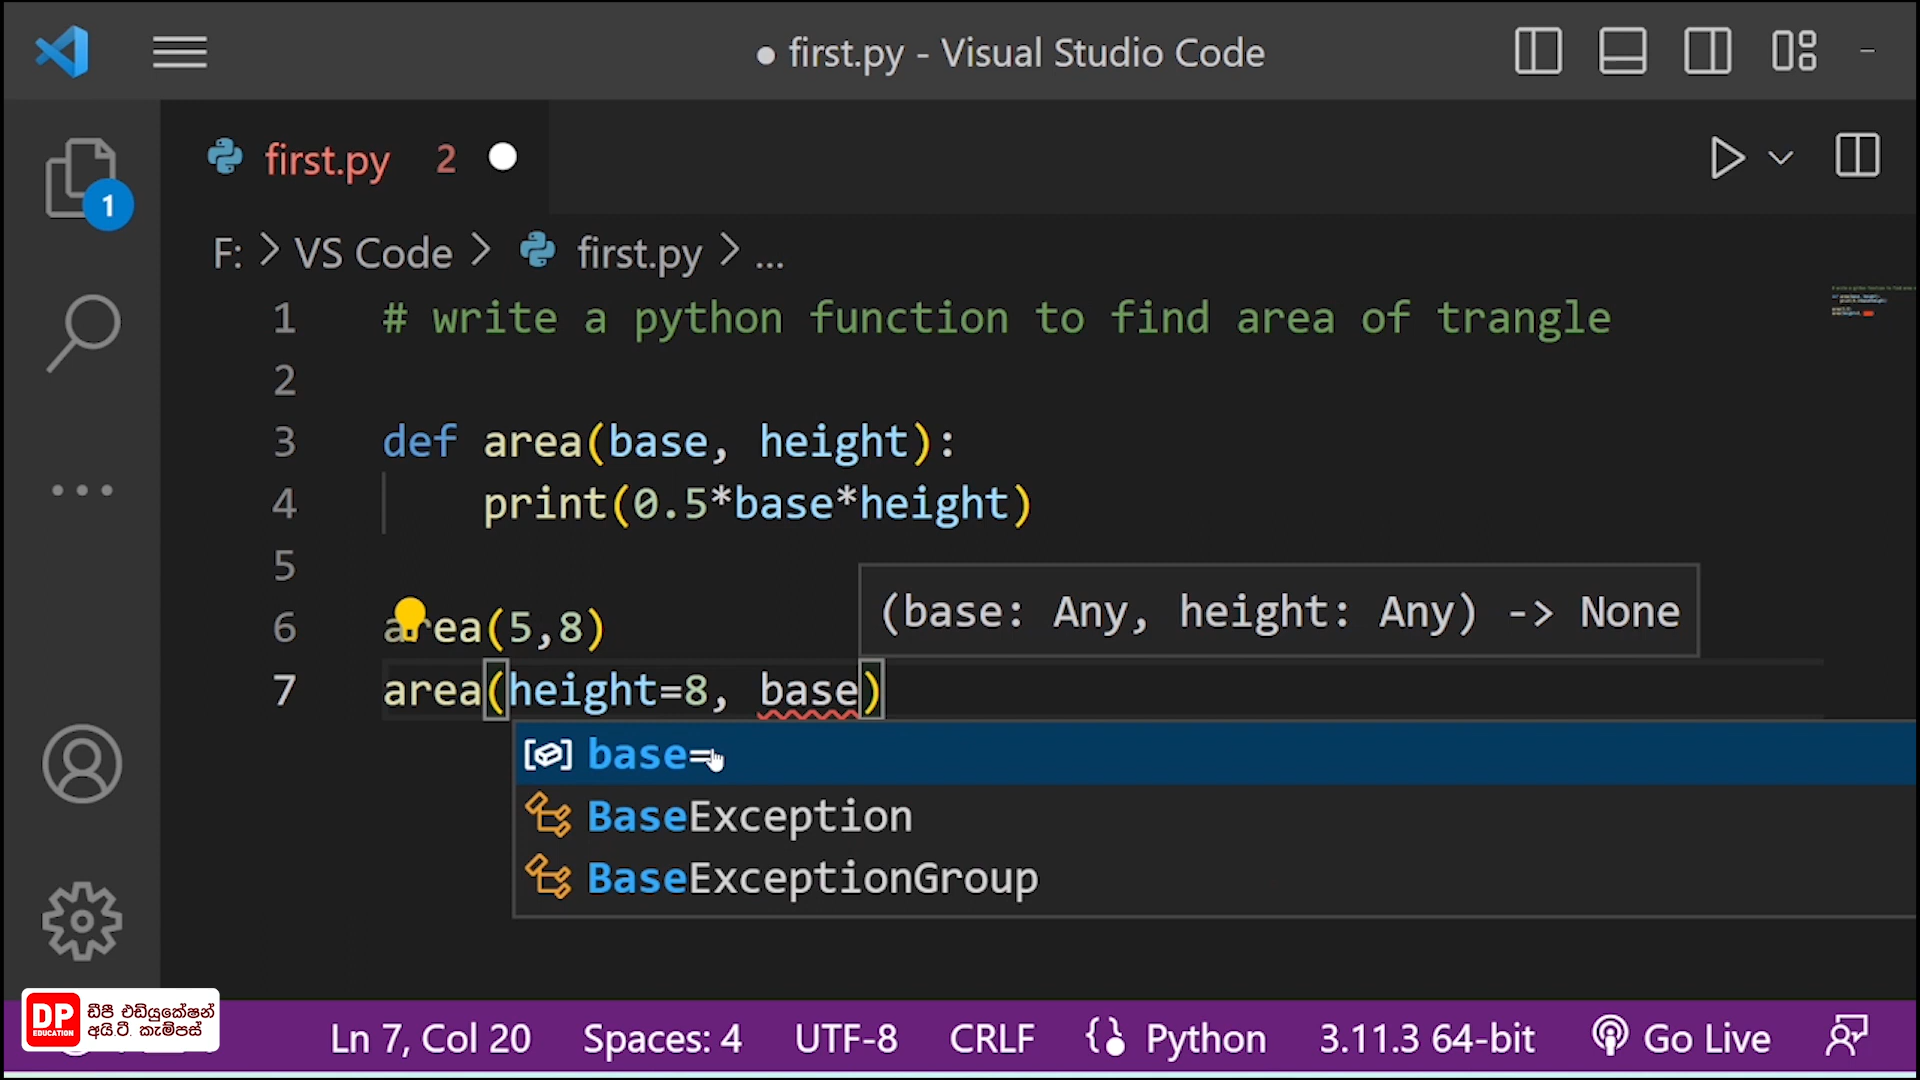 ● first.py - Visual Studio Code
first.py 2
1
F: > VS Code > first.py > ...
1 # write a python function to find area of trangle
2
3 def area(base, height):
4 print(0.5*base*height)
5
(base: Any, height: Any) -> None
6 area(5,8)
7 area(height=8, base)
base=
BaseException
BaseExceptionGroup
DP EDUCATION
ඩීපී එඩියුකේෂන්
අයි.ටී. කැම්පස්
Ln 7, Col 20 Spaces: 4 UTF-8 CRLF Python 3.11.3 64-bit Go Live